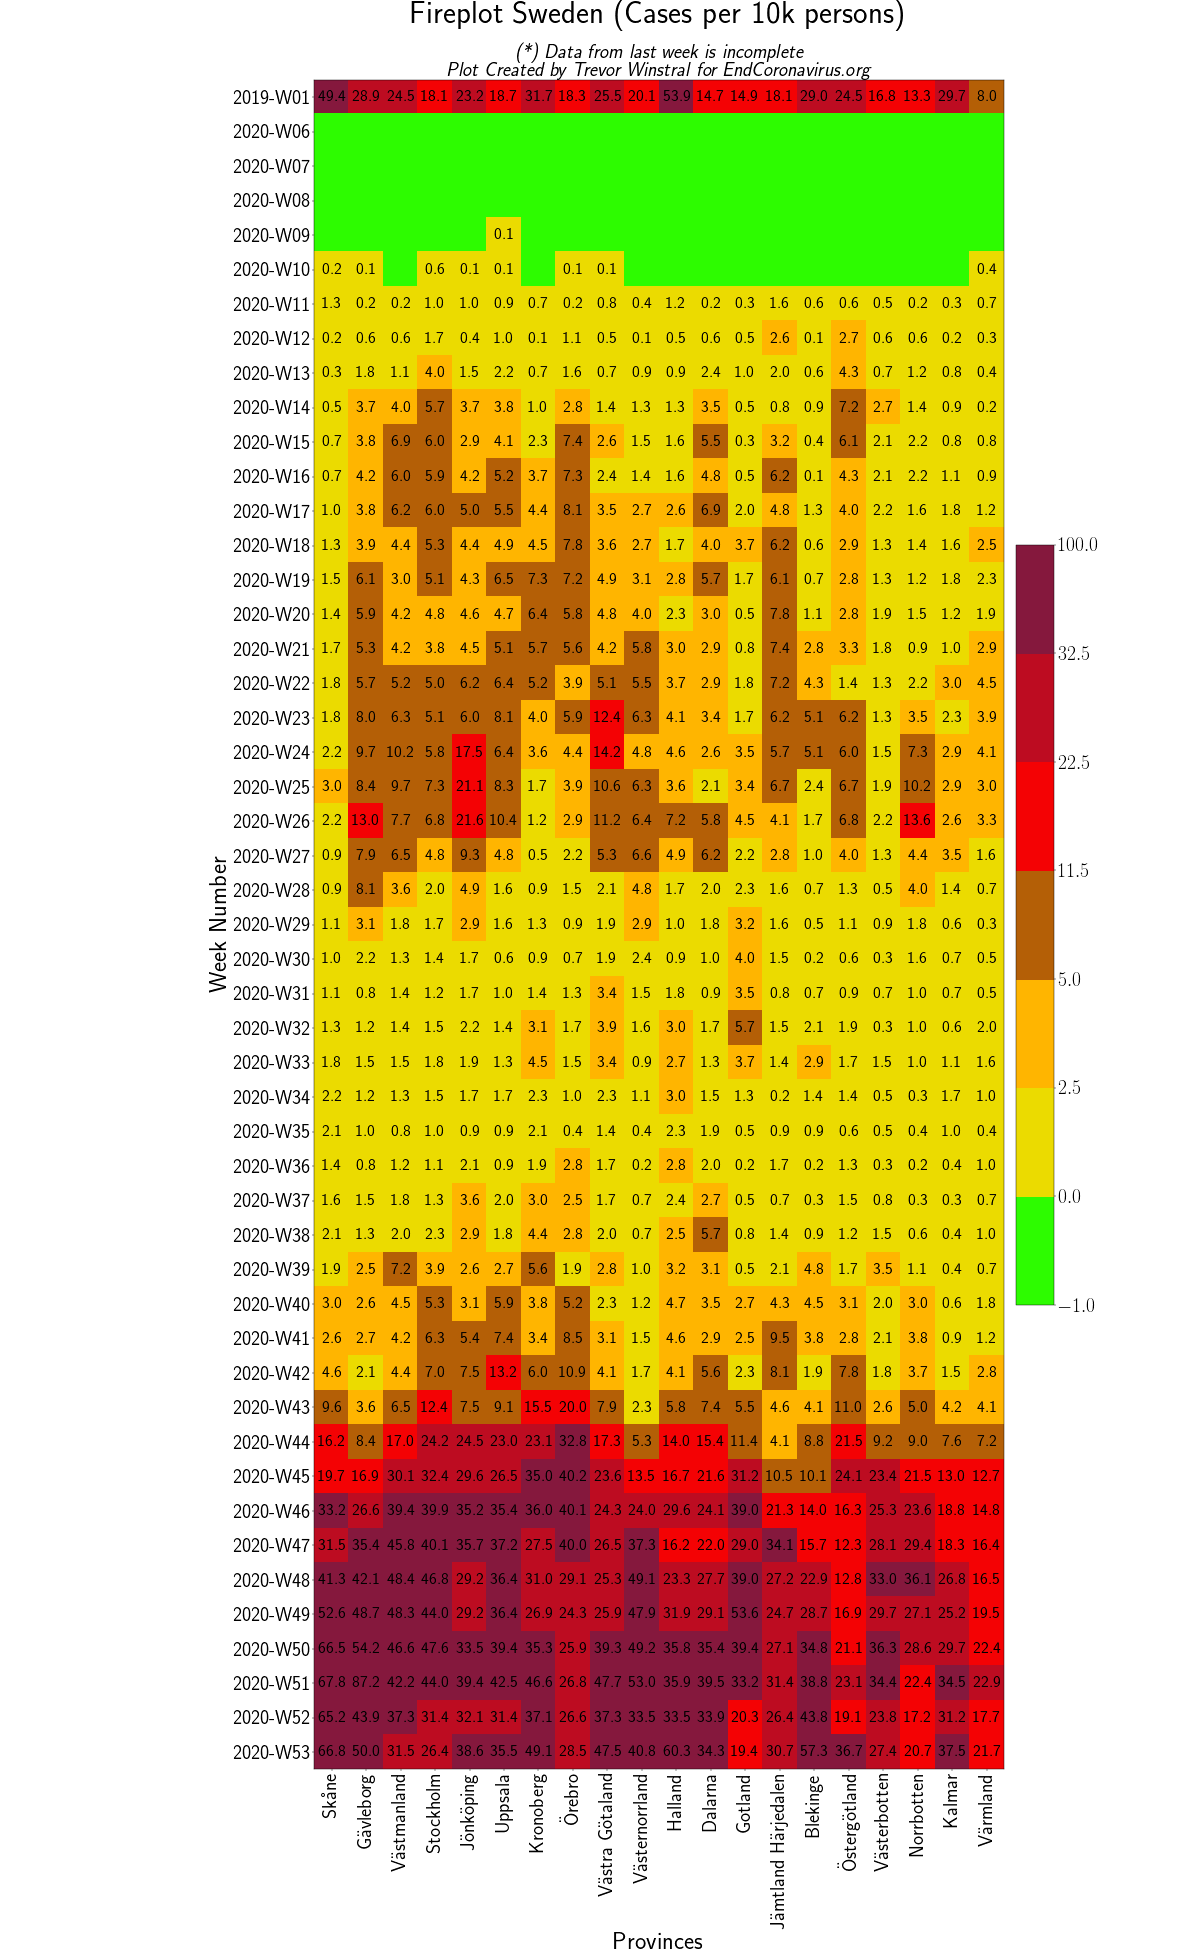 Fireplot Sweden (Cases per 10k persons)
(*) Data from last week is incomplete
Plot Created by Trevor Winstral for EndCoronavirus.org
2019-W01 49.4 28.9 24.5 18.1 23.2 18.7 31.7 18.3 25.5 20.1 53.9 14.7 14.9 18.1 29.0 24.5 16.8 13.3 29.7 8.0
2020-W06
2020-W07
2020-W08
2020-W09 0.1
2020-W10 0.2 0.1 0.6 0.1 0.1 0.1 0.1 0.4
2020-W11 1.3 0.2 0.2 1.0 1.0 0.9 0.7 0.2 0.8 0.4 1.2 0.2 0.3 1.6 0.6 0.6 0.5 0.2 0.3 0.7
2020-W12 0.2 0.6 0.6 1.7 0.4 1.0 0.1 1.1 0.5 0.1 0.5 0.6 0.5 2.6 0.1 2.7 0.6 0.6 0.2 0.3
2020-W13 0.3 1.8 1.1 4.0 1.5 2.2 0.7 1.6 0.7 0.9 0.9 2.4 1.0 2.0 0.6 4.3 0.7 1.2 0.8 0.4
2020-W14 0.5 3.7 4.0 5.7 3.7 3.8 1.0 2.8 1.4 1.3 1.3 3.5 0.5 0.8 0.9 7.2 2.7 1.4 0.9 0.2
2020-W15 0.7 3.8 6.9 6.0 2.9 4.1 2.3 7.4 2.6 1.5 1.6 5.5 0.3 3.2 0.4 6.1 2.1 2.2 0.8 0.8
2020-W16 0.7 4.2 6.0 5.9 4.2 5.2 3.7 7.3 2.4 1.4 1.6 4.8 0.5 6.2 0.1 4.3 2.1 2.2 1.1 0.9
2020-W17 1.0 3.8 6.2 6.0 5.0 5.5 4.4 8.1 3.5 2.7 2.6 6.9 2.0 4.8 1.3 4.0 2.2 1.6 1.8 1.2
2020-W18 1.3 3.9 4.4 5.3 4.4 4.9 4.5 7.8 3.6 2.7 1.7 4.0 3.7 6.2 0.6 2.9 1.3 1.4 1.6 2.5
2020-W19 1.5 6.1 3.0 5.1 4.3 6.5 7.3 7.2 4.9 3.1 2.8 5.7 1.7 6.1 0.7 2.8 1.3 1.2 1.8 2.3
2020-W20 1.4 5.9 4.2 4.8 4.6 4.7 6.4 5.8 4.8 4.0 2.3 3.0 0.5 7.8 1.1 2.8 1.9 1.5 1.2 1.9
2020-W21 1.7 5.3 4.2 3.8 4.5 5.1 5.7 5.6 4.2 5.8 3.0 2.9 0.8 7.4 2.8 3.3 1.8 0.9 1.0 2.9
2020-W22 1.8 5.7 5.2 5.0 6.2 6.4 5.2 3.9 5.1 5.5 3.7 2.9 1.8 7.2 4.3 1.4 1.3 2.2 3.0 4.5
2020-W23 1.8 8.0 6.3 5.1 6.0 8.1 4.0 5.9 12.4 6.3 4.1 3.4 1.7 6.2 5.1 6.2 1.3 3.5 2.3 3.9
2020-W24 2.2 9.7 10.2 5.8 17.5 6.4 3.6 4.4 14.2 4.8 4.6 2.6 3.5 5.7 5.1 6.0 1.5 7.3 2.9 4.1
2020-W25 3.0 8.4 9.7 7.3 21.1 8.3 1.7 3.9 10.6 6.3 3.6 2.1 3.4 6.7 2.4 6.7 1.9 10.2 2.9 3.0
2020-W26 2.2 13.0 7.7 6.8 21.6 10.4 1.2 2.9 11.2 6.4 7.2 5.8 4.5 4.1 1.7 6.8 2.2 13.6 2.6 3.3
2020-W27 0.9 7.9 6.5 4.8 9.3 4.8 0.5 2.2 5.3 6.6 4.9 6.2 2.2 2.8 1.0 4.0 1.3 4.4 3.5 1.6
2020-W28 0.9 8.1 3.6 2.0 4.9 1.6 0.9 1.5 2.1 4.8 1.7 2.0 2.3 1.6 0.7 1.3 0.5 4.0 1.4 0.7
2020-W29 1.1 3.1 1.8 1.7 2.9 1.6 1.3 0.9 1.9 2.9 1.0 1.8 3.2 1.6 0.5 1.1 0.9 1.8 0.6 0.3
2020-W30 1.0 2.2 1.3 1.4 1.7 0.6 0.9 0.7 1.9 2.4 0.9 1.0 4.0 1.5 0.2 0.6 0.3 1.6 0.7 0.5
2020-W31 1.1 0.8 1.4 1.2 1.7 1.0 1.4 1.3 3.4 1.5 1.8 0.9 3.5 0.8 0.7 0.9 0.7 1.0 0.7 0.5
2020-W32 1.3 1.2 1.4 1.5 2.2 1.4 3.1 1.7 3.9 1.6 3.0 1.7 5.7 1.5 2.1 1.9 0.3 1.0 0.6 2.0
2020-W33 1.8 1.5 1.5 1.8 1.9 1.3 4.5 1.5 3.4 0.9 2.7 1.3 3.7 1.4 2.9 1.7 1.5 1.0 1.1 1.6
2020-W34 2.2 1.2 1.3 1.5 1.7 1.7 2.3 1.0 2.3 1.1 3.0 1.5 1.3 0.2 1.4 1.4 0.5 0.3 1.7 1.0
2020-W35 2.1 1.0 0.8 1.0 0.9 0.9 2.1 0.4 1.4 0.4 2.3 1.9 0.5 0.9 0.9 0.6 0.5 0.4 1.0 0.4
2020-W36 1.4 0.8 1.2 1.1 2.1 0.9 1.9 2.8 1.7 0.2 2.8 2.0 0.2 1.7 0.2 1.3 0.3 0.2 0.4 1.0
2020-W37 1.6 1.5 1.8 1.3 3.6 2.0 3.0 2.5 1.7 0.7 2.4 2.7 0.5 0.7 0.3 1.5 0.8 0.3 0.3 0.7
2020-W38 2.1 1.3 2.0 2.3 2.9 1.8 4.4 2.8 2.0 0.7 2.5 5.7 0.8 1.4 0.9 1.2 1.5 0.6 0.4 1.0
2020-W39 1.9 2.5 7.2 3.9 2.6 2.7 5.6 1.9 2.8 1.0 3.2 3.1 0.5 2.1 4.8 1.7 3.5 1.1 0.4 0.7
2020-W40 3.0 2.6 4.5 5.3 3.1 5.9 3.8 5.2 2.3 1.2 4.7 3.5 2.7 4.3 4.5 3.1 2.0 3.0 0.6 1.8
2020-W41 2.6 2.7 4.2 6.3 5.4 7.4 3.4 8.5 3.1 1.5 4.6 2.9 2.5 9.5 3.8 2.8 2.1 3.8 0.9 1.2
2020-W42 4.6 2.1 4.4 7.0 7.5 13.2 6.0 10.9 4.1 1.7 4.1 5.6 2.3 8.1 1.9 7.8 1.8 3.7 1.5 2.8
2020-W43 9.6 3.6 6.5 12.4 7.5 9.1 15.5 20.0 7.9 2.3 5.8 7.4 5.5 4.6 4.1 11.0 2.6 5.0 4.2 4.1
2020-W44 16.2 8.4 17.0 24.2 24.5 23.0 23.1 32.8 17.3 5.3 14.0 15.4 11.4 4.1 8.8 21.5 9.2 9.0 7.6 7.2
2020-W45 19.7 16.9 30.1 32.4 29.6 26.5 35.0 40.2 23.6 13.5 16.7 21.6 31.2 10.5 10.1 24.1 23.4 21.5 13.0 12.7
2020-W46 33.2 26.6 39.4 39.9 35.2 35.4 36.0 40.1 24.3 24.0 29.6 24.1 39.0 21.3 14.0 16.3 25.3 23.6 18.8 14.8
2020-W47 31.5 35.4 45.8 40.1 35.7 37.2 27.5 40.0 26.5 37.3 16.2 22.0 29.0 34.1 15.7 12.3 28.1 29.4 18.3 16.4
2020-W48 41.3 42.1 48.4 46.8 29.2 36.4 31.0 29.1 25.3 49.1 23.3 27.7 39.0 27.2 22.9 12.8 33.0 36.1 26.8 16.5
2020-W49 52.6 48.7 48.3 44.0 29.2 36.4 26.9 24.3 25.9 47.9 31.9 29.1 53.6 24.7 28.7 16.9 29.7 27.1 25.2 19.5
2020-W50 66.5 54.2 46.6 47.6 33.5 39.4 35.3 25.9 39.3 49.2 35.8 35.4 39.4 27.1 34.8 21.1 36.3 28.6 29.7 22.4
2020-W51 67.8 87.2 42.2 44.0 39.4 42.5 46.6 26.8 47.7 53.0 35.9 39.5 33.2 31.4 38.8 23.1 34.4 22.4 34.5 22.9
2020-W52 65.2 43.9 37.3 31.4 32.1 31.4 37.1 26.6 37.3 33.5 33.5 33.9 20.3 26.4 43.8 19.1 23.8 17.2 31.2 17.7
2020-W53 66.8 50.0 31.5 26.4 38.6 35.5 49.1 28.5 47.5 40.8 60.3 34.3 19.4 30.7 57.3 36.7 27.4 20.7 37.5 21.7
Week Number
Skåne
Gävleborg
Västmanland
Stockholm
Jönköping
Uppsala
Kronoberg
Örebro
Västra Götaland
Västernorrland
Halland
Dalarna
Gotland
Jämtland Härjedalen
Blekinge
Östergötland
Västerbotten
Norrbotten
Kalmar
Värmland
Provinces
100.0
32.5
22.5
11.5
5.0
2.5
0.0
−1.0